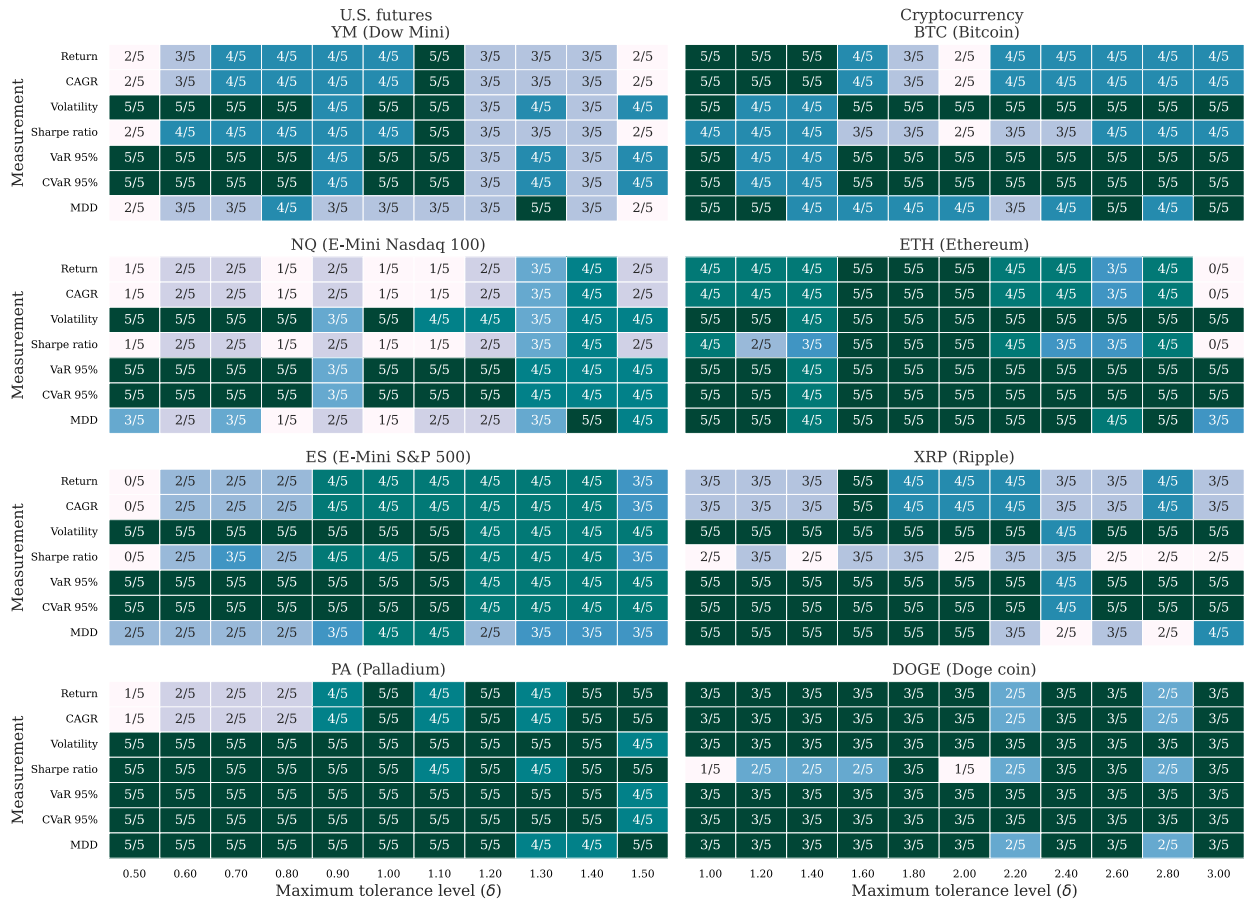 U.S. futures
YM (Dow Mini)
Measurement
Return 2/5 3/5 4/5 4/5 4/5 4/5 5/5 3/5 3/5 3/5 2/5
CAGR 2/5 3/5 4/5 4/5 4/5 4/5 5/5 3/5 3/5 3/5 2/5
Volatility 5/5 5/5 5/5 5/5 4/5 5/5 5/5 3/5 4/5 3/5 4/5
Sharpe ratio 2/5 4/5 4/5 4/5 4/5 4/5 5/5 3/5 3/5 3/5 2/5
VaR 95% 5/5 5/5 5/5 5/5 4/5 5/5 5/5 3/5 4/5 3/5 4/5
CVaR 95% 5/5 5/5 5/5 5/5 4/5 5/5 5/5 3/5 4/5 3/5 4/5
MDD 2/5 3/5 3/5 4/5 3/5 3/5 3/5 3/5 5/5 3/5 2/5
Cryptocurrency
BTC (Bitcoin)
5/5 5/5 5/5 4/5 3/5 2/5 4/5 4/5 4/5 4/5 4/5
5/5 5/5 5/5 4/5 3/5 2/5 4/5 4/5 4/5 4/5 4/5
5/5 4/5 4/5 5/5 5/5 5/5 5/5 5/5 5/5 5/5 5/5
4/5 4/5 4/5 3/5 3/5 2/5 3/5 3/5 4/5 4/5 4/5
5/5 4/5 4/5 5/5 5/5 5/5 5/5 5/5 5/5 5/5 5/5
5/5 4/5 4/5 5/5 5/5 5/5 5/5 5/5 5/5 5/5 5/5
5/5 5/5 4/5 4/5 4/5 4/5 3/5 4/5 5/5 4/5 5/5
NQ (E-Mini Nasdaq 100)
Measurement
Return 1/5 2/5 2/5 1/5 2/5 1/5 1/5 2/5 3/5 4/5 2/5
CAGR 1/5 2/5 2/5 1/5 2/5 1/5 1/5 2/5 3/5 4/5 2/5
Volatility 5/5 5/5 5/5 5/5 3/5 5/5 4/5 4/5 3/5 4/5 4/5
Sharpe ratio 1/5 2/5 2/5 1/5 2/5 1/5 1/5 2/5 3/5 4/5 2/5
VaR 95% 5/5 5/5 5/5 5/5 3/5 5/5 5/5 5/5 4/5 4/5 4/5
CVaR 95% 5/5 5/5 5/5 5/5 3/5 5/5 5/5 5/5 4/5 4/5 4/5
MDD 3/5 2/5 3/5 1/5 2/5 1/5 2/5 2/5 3/5 5/5 4/5
ETH (Ethereum)
4/5 4/5 4/5 5/5 5/5 5/5 4/5 4/5 3/5 4/5 0/5
4/5 4/5 4/5 5/5 5/5 5/5 4/5 4/5 3/5 4/5 0/5
5/5 5/5 4/5 5/5 5/5 5/5 5/5 5/5 5/5 5/5 5/5
4/5 2/5 3/5 5/5 5/5 5/5 4/5 3/5 3/5 4/5 0/5
5/5 5/5 4/5 5/5 5/5 5/5 5/5 5/5 5/5 5/5 5/5
5/5 5/5 4/5 5/5 5/5 5/5 5/5 5/5 5/5 5/5 5/5
5/5 5/5 4/5 5/5 5/5 5/5 5/5 5/5 4/5 5/5 3/5
ES (E-Mini S&P 500)
Measurement
Return 0/5 2/5 2/5 2/5 4/5 4/5 4/5 4/5 4/5 4/5 3/5
CAGR 0/5 2/5 2/5 2/5 4/5 4/5 4/5 4/5 4/5 4/5 3/5
Volatility 5/5 5/5 5/5 5/5 5/5 5/5 5/5 4/5 4/5 4/5 4/5
Sharpe ratio 0/5 2/5 3/5 2/5 4/5 4/5 5/5 4/5 4/5 4/5 3/5
VaR 95% 5/5 5/5 5/5 5/5 5/5 5/5 5/5 4/5 4/5 4/5 4/5
CVaR 95% 5/5 5/5 5/5 5/5 5/5 5/5 5/5 4/5 4/5 4/5 4/5
MDD 2/5 2/5 2/5 2/5 3/5 4/5 4/5 2/5 3/5 3/5 3/5
XRP (Ripple)
3/5 3/5 3/5 5/5 4/5 4/5 4/5 3/5 3/5 4/5 3/5
3/5 3/5 3/5 5/5 4/5 4/5 4/5 3/5 3/5 4/5 3/5
5/5 5/5 5/5 5/5 5/5 5/5 5/5 4/5 5/5 5/5 5/5
2/5 3/5 2/5 3/5 3/5 2/5 3/5 3/5 2/5 2/5 2/5
5/5 5/5 5/5 5/5 5/5 5/5 5/5 4/5 5/5 5/5 5/5
5/5 5/5 5/5 5/5 5/5 5/5 5/5 4/5 5/5 5/5 5/5
5/5 5/5 5/5 5/5 5/5 5/5 3/5 2/5 3/5 2/5 4/5
PA (Palladium)
Measurement
Return 1/5 2/5 2/5 2/5 4/5 5/5 4/5 5/5 4/5 5/5 5/5
CAGR 1/5 2/5 2/5 2/5 4/5 5/5 4/5 5/5 4/5 5/5 5/5
Volatility 5/5 5/5 5/5 5/5 5/5 5/5 5/5 5/5 5/5 5/5 4/5
Sharpe ratio 5/5 5/5 5/5 5/5 5/5 5/5 4/5 5/5 4/5 5/5 5/5
VaR 95% 5/5 5/5 5/5 5/5 5/5 5/5 5/5 5/5 5/5 5/5 4/5
CVaR 95% 5/5 5/5 5/5 5/5 5/5 5/5 5/5 5/5 5/5 5/5 4/5
MDD 5/5 5/5 5/5 5/5 5/5 5/5 5/5 5/5 4/5 4/5 5/5
0.50 0.60 0.70 0.80 0.90 1.00 1.10 1.20 1.30 1.40 1.50
Maximum tolerance level (δ)
DOGE (Doge coin)
3/5 3/5 3/5 3/5 3/5 3/5 2/5 3/5 3/5 2/5 3/5
3/5 3/5 3/5 3/5 3/5 3/5 2/5 3/5 3/5 2/5 3/5
3/5 3/5 3/5 3/5 3/5 3/5 3/5 3/5 3/5 3/5 3/5
1/5 2/5 2/5 2/5 3/5 1/5 2/5 3/5 3/5 2/5 3/5
3/5 3/5 3/5 3/5 3/5 3/5 3/5 3/5 3/5 3/5 3/5
3/5 3/5 3/5 3/5 3/5 3/5 3/5 3/5 3/5 3/5 3/5
3/5 3/5 3/5 3/5 3/5 3/5 2/5 3/5 3/5 2/5 3/5
1.00 1.20 1.40 1.60 1.80 2.00 2.20 2.40 2.60 2.80 3.00
Maximum tolerance level (δ)